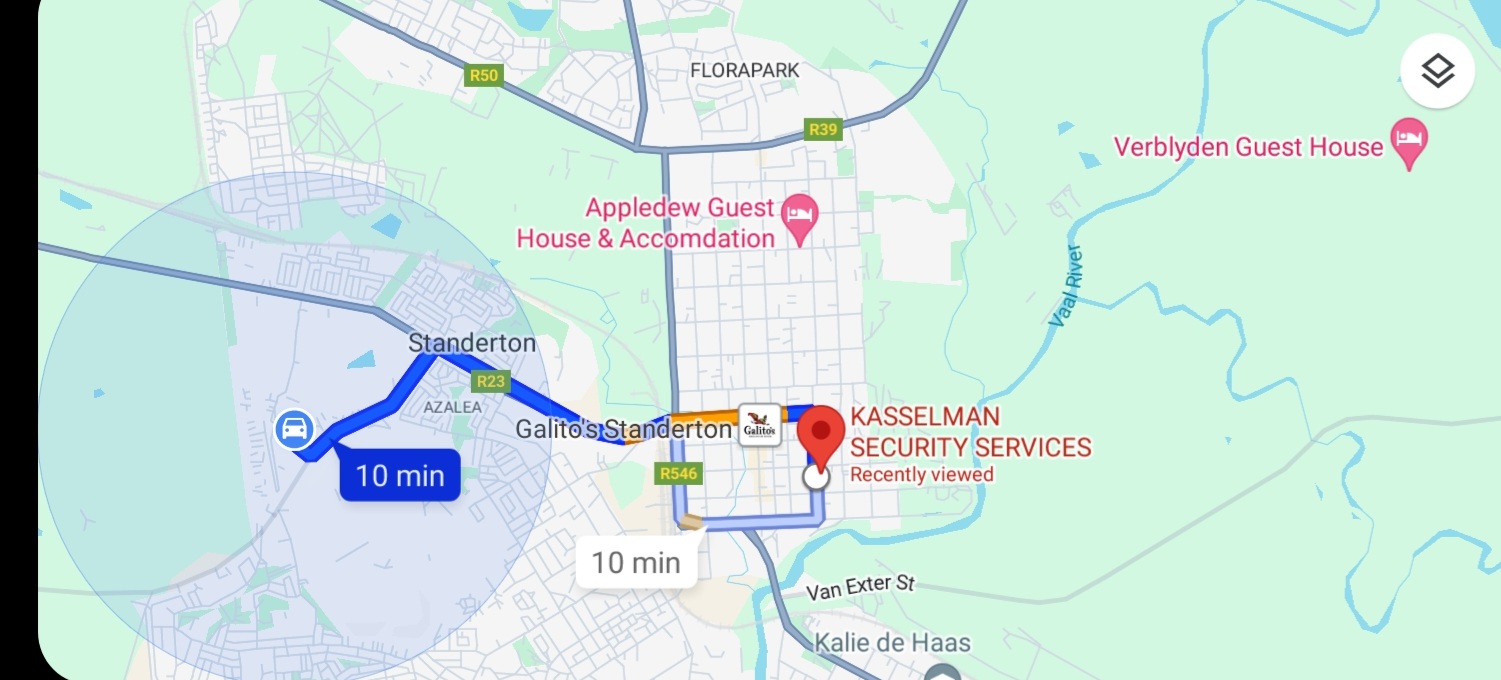 FLORAPARK
R50
R39
Verblyden Guest House
Appledew Guest
House & Accomdation
Vaal River
Standerton
R23
AZALEA
Galito's Standerton
Galito's
KASSELMAN
SECURITY SERVICES
Recently viewed
10 min
R546
10 min
Van Exter St
Kalie de Haas